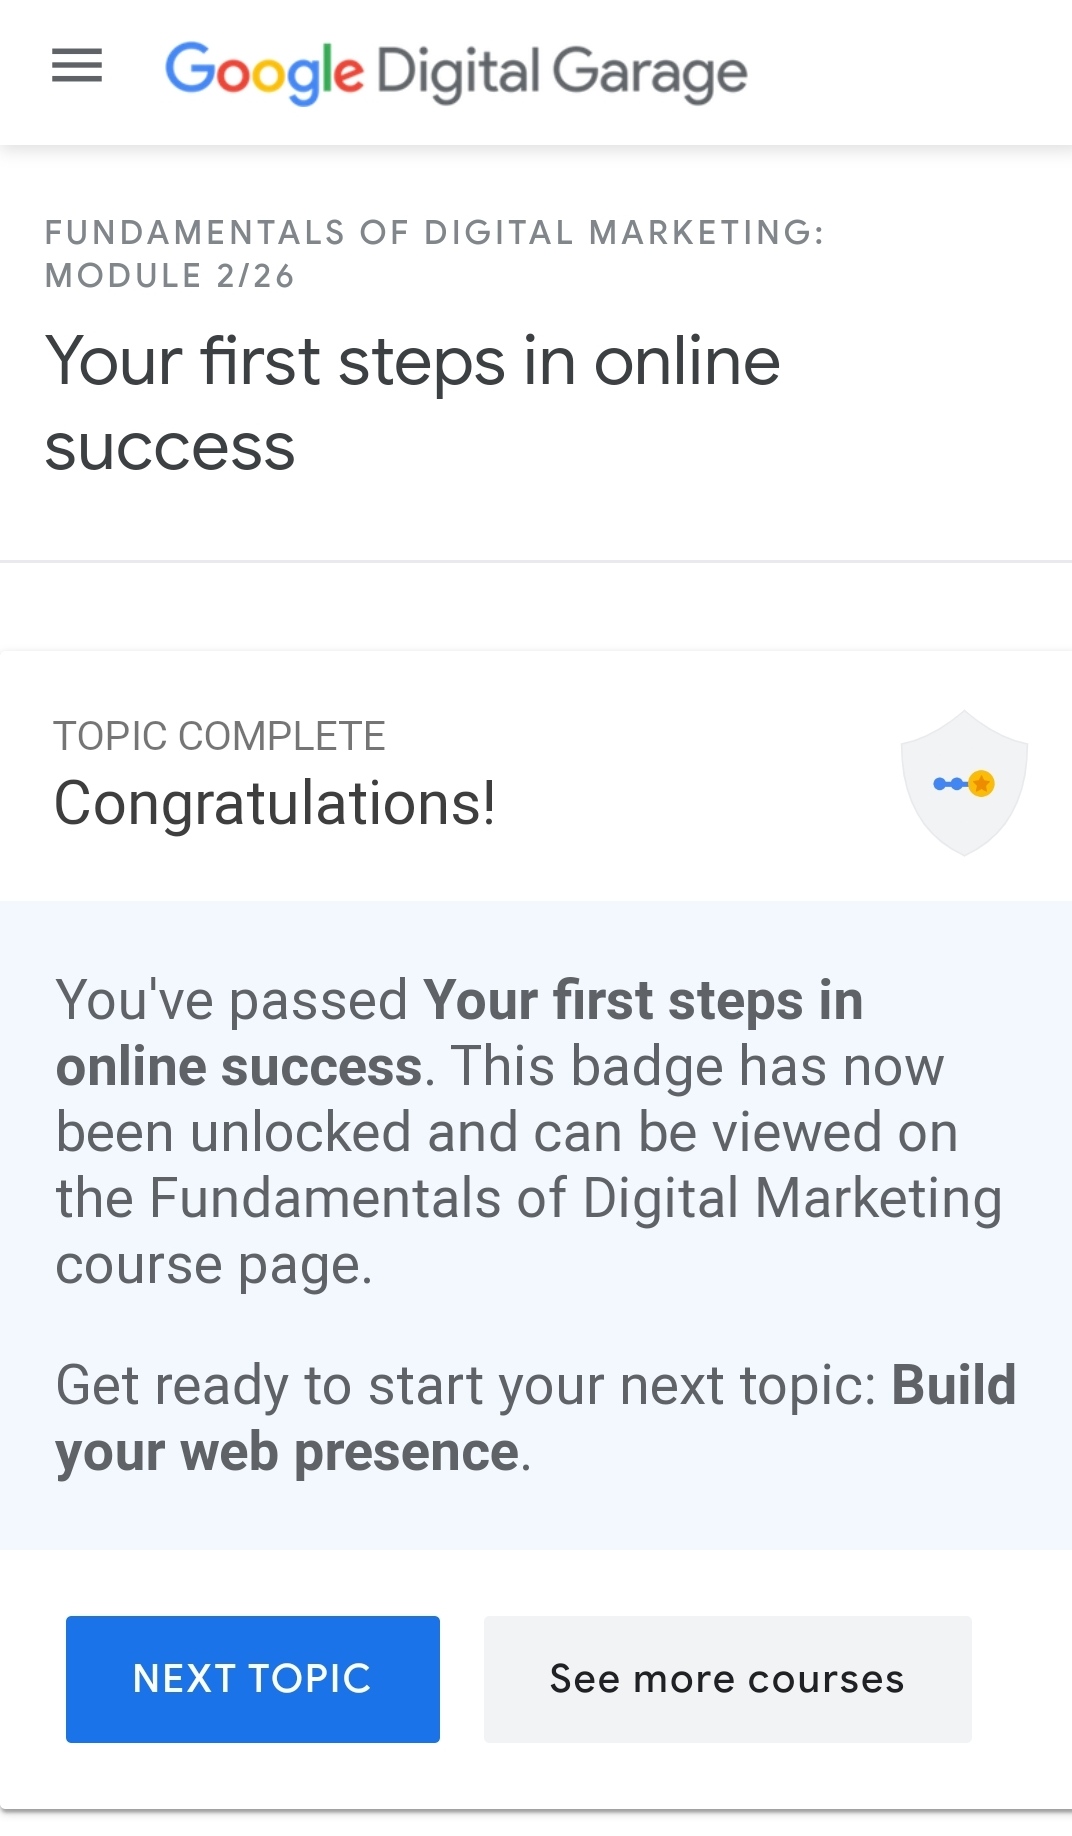 Google Digital Garage
FUNDAMENTALS OF DIGITAL MARKETING:
MODULE 2/26
Your first steps in online
success
TOPIC COMPLETE
Congratulations!
You've passed Your first steps in
online success. This badge has now
been unlocked and can be viewed on
the Fundamentals of Digital Marketing
course page.
Get ready to start your next topic: Build
your web presence.
NEXT TOPIC
See more courses